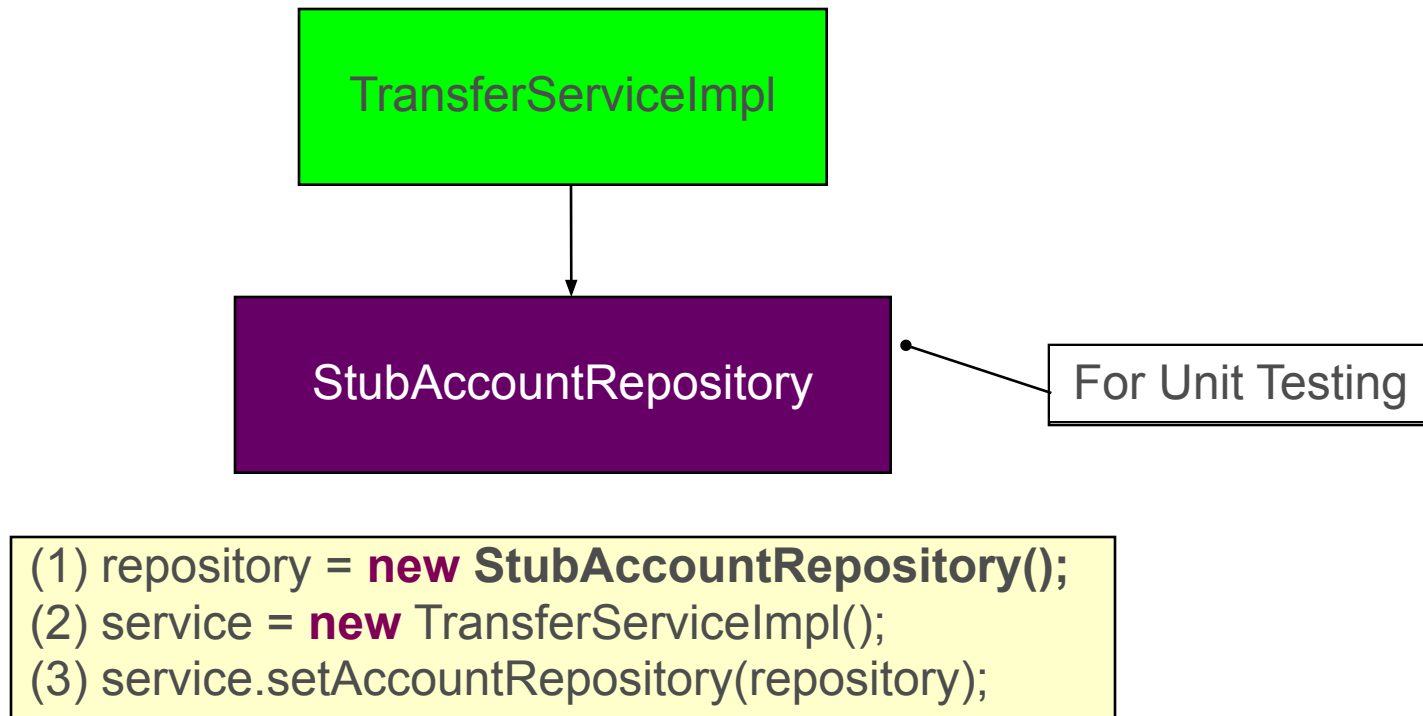 TransferServiceImpl
StubAccountRepository
For Unit Testing
(1) repository = new StubAccountRepository();
(2) service = new TransferServiceImpl();
(3) service.setAccountRepository(repository);